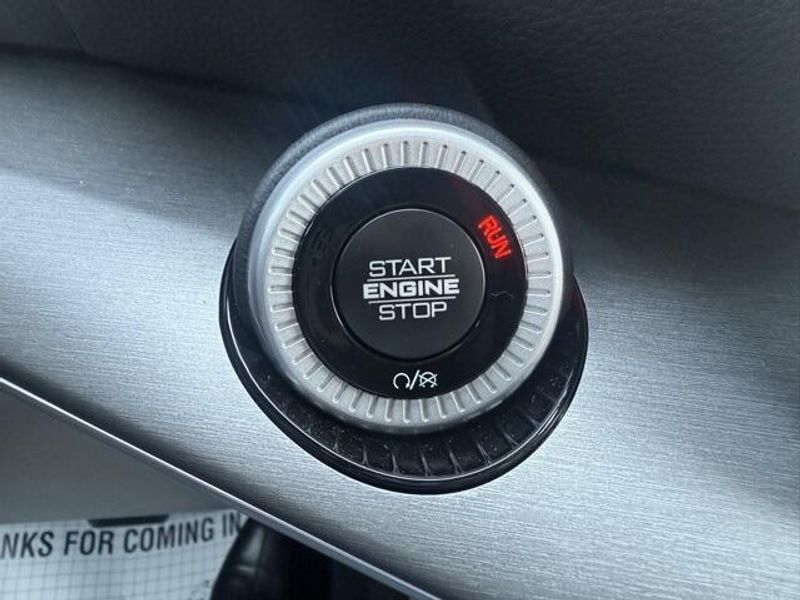 RUN
START
ENGINE
STOP
NKS FOR COMING IN